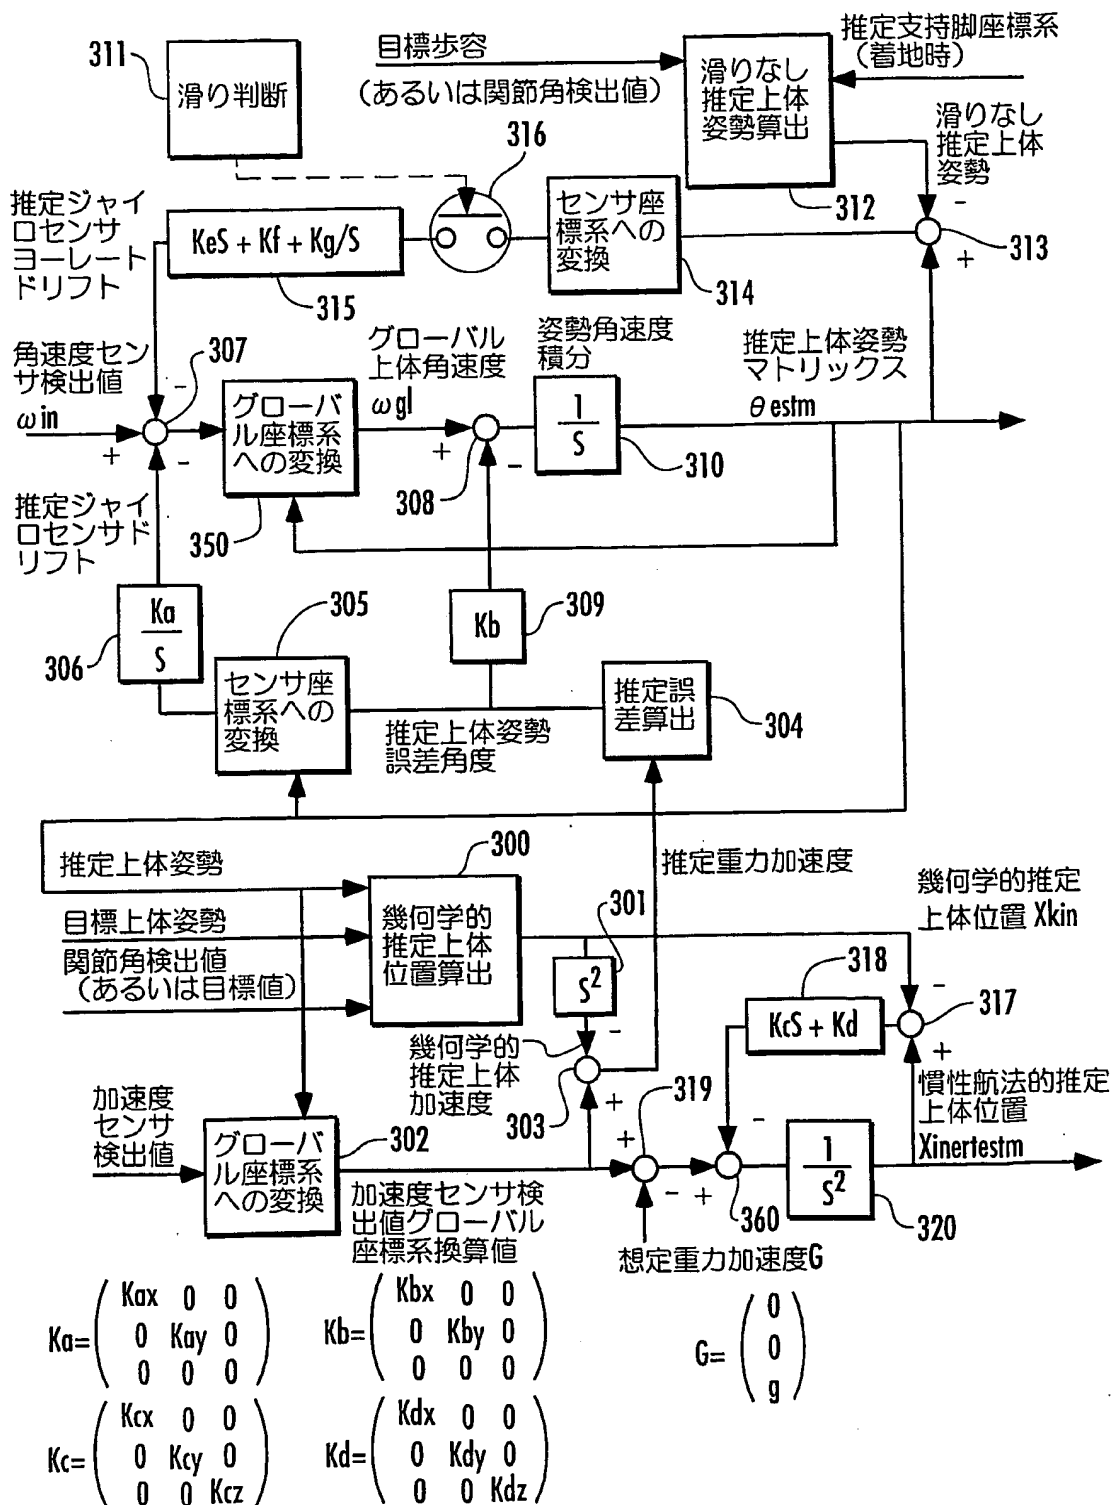 311
滑り判断
目標歩容
(あるいは関節角検出値)
滑りなし
推定上体
姿勢算出
312
推定支持脚座標系
(着地時)
滑りなし
推定上体
姿勢
316
推定ジャイ
ロセンサ
ヨーレート
ドリフト
KeS + Kf + Kg/S
315
センサ座
標系への
変換
314
−
313
+
角速度セン
サ検出値
ωin
307
−
+
−
グローバ
ル座標系
への変換
350
グローバル
上体角速度
ωgl
+
308
−
姿勢角速度
積分
1
S
310
推定上体姿勢
マトリックス
θestm
推定ジャイ
ロセンサド
リフト
Ka
S
306
305
センサ座
標系への
変換
Kb
309
推定上体姿勢
誤差角度
推定誤
差算出
304
推定上体姿勢
目標上体姿勢
関節角検出値
(あるいは目標値)
300
幾何学的
推定上体
位置算出
推定重力加速度
301
S²
−
幾何学的
推定上体
加速度
303
+
幾何学的推定
上体位置 Xkin
318
KcS + Kd
−
317
+
慣性航法的推定
上体位置
Xinertestm
加速度
センサ
検出値
グローバ
ル座標系
への変換
302
加速度センサ検
出値グローバル
座標系換算値
319
+
−
想定重力加速度G
−
+
360
1
S²
320
Ka= ( Kax 0 0
0 Kay 0
0 0 0 )
Kb= ( Kbx 0 0
0 Kby 0
0 0 0 )
G= ( 0
0
g )
Kc= ( Kcx 0 0
0 Kcy 0
0 0 Kcz )
Kd= ( Kdx 0 0
0 Kdy 0
0 0 Kdz )